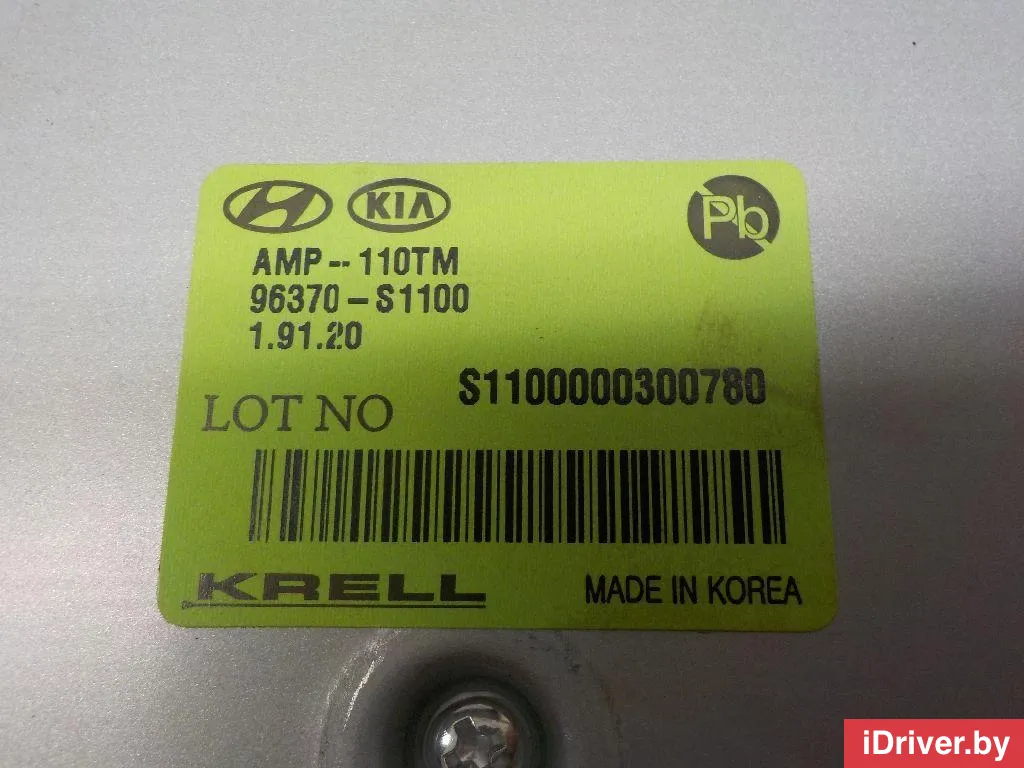 KIA
Pb
AMP--110TM
96370-S1100
1.91.20
S1100000300780
LOT NO
KRELL
MADE IN KOREA
iDriver.by